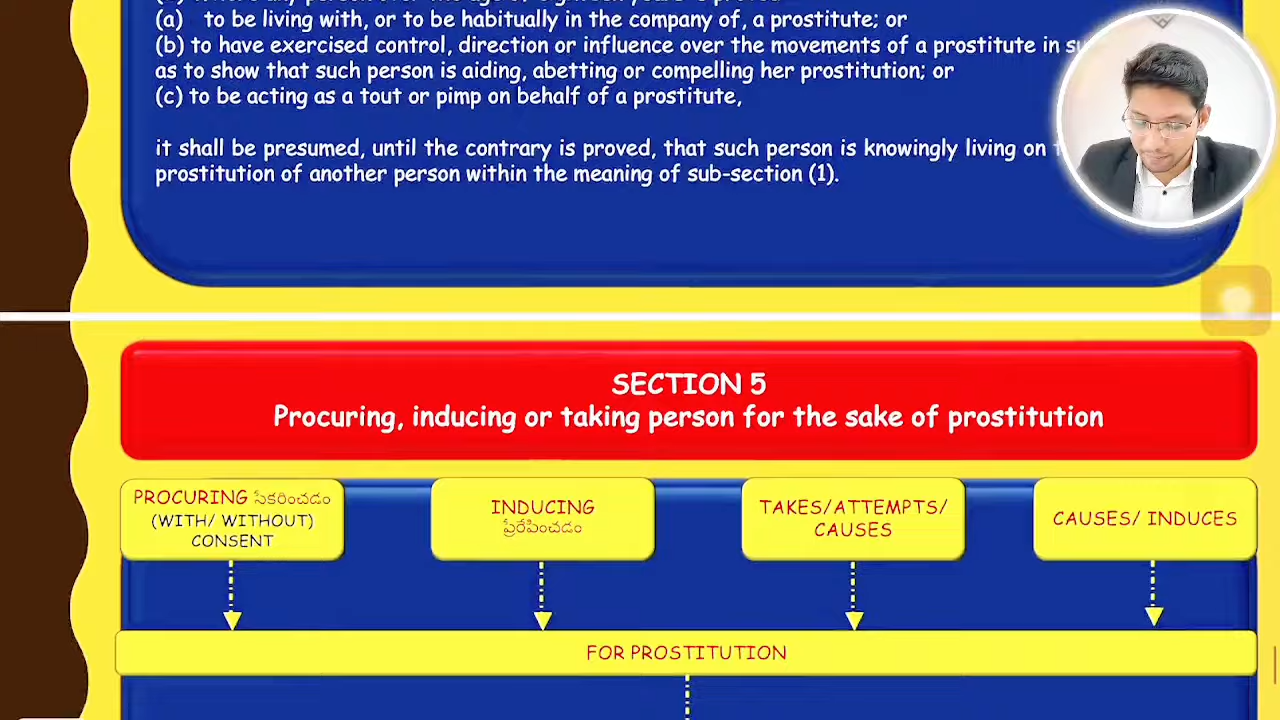 (a) to be living with, or to be habitually in the company of, a prostitute; or
(b) to have exercised control, direction or influence over the movements of a prostitute in
as to show that such person is aiding, abetting or compelling her prostitution; or
(c) to be acting as a tout or pimp on behalf of a prostitute,
it shall be presumed, until the contrary is proved, that such person is knowingly living on
prostitution of another person within the meaning of sub-section (1).
SECTION 5
Procuring, inducing or taking person for the sake of prostitution
PROCURING సేకరించడం
(WITH/ WITHOUT)
CONSENT
INDUCING
ప్రేరేపించడం
TAKES/ATTEMPTS/
CAUSES
CAUSES/ INDUCES
FOR PROSTITUTION